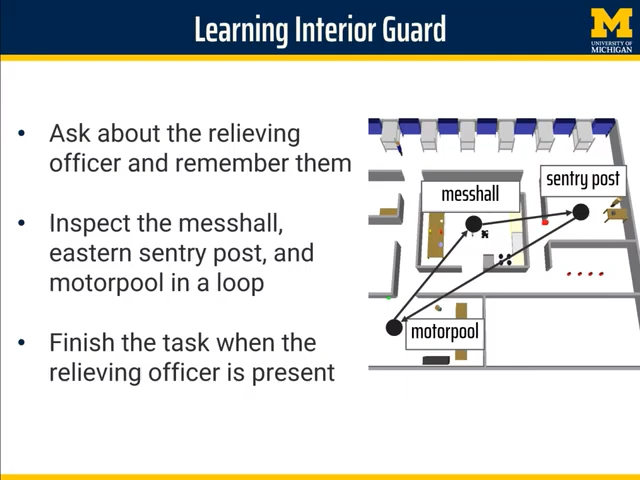 Learning Interior Guard
M
UNIVERSITY OF
MICHIGAN
• Ask about the relieving
officer and remember them
• Inspect the messhall,
eastern sentry post, and
motorpool in a loop
• Finish the task when the
relieving officer is present
messhall
sentry post
motorpool